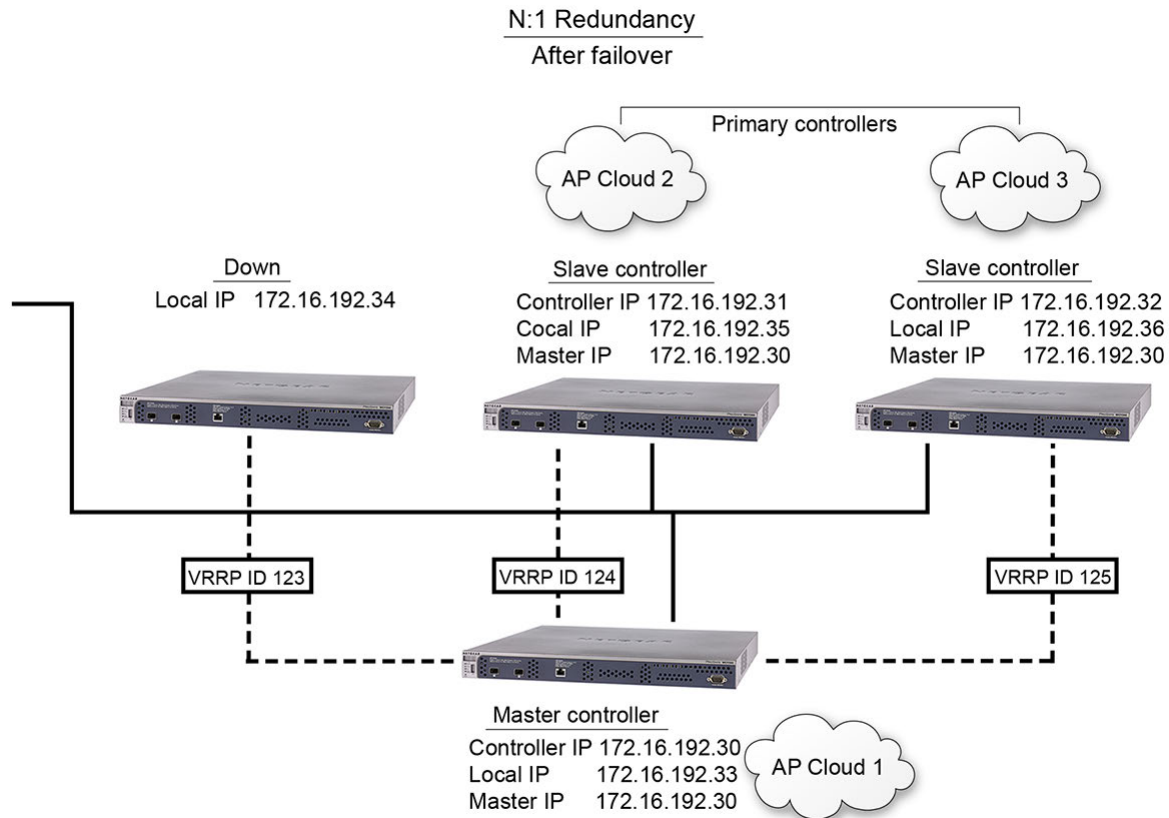 N:1 Redundancy
After failover
Primary controllers
AP Cloud 2
AP Cloud 3
Down
Local IP 172.16.192.34
Slave controller
Controller IP 172.16.192.31
Cocal IP 172.16.192.35
Master IP 172.16.192.30
Slave controller
Controller IP 172.16.192.32
Local IP 172.16.192.36
Master IP 172.16.192.30
NETGEAR
NETGEAR
NETGEAR
VRRP ID 123
VRRP ID 124
VRRP ID 125
NETGEAR
Master controller
Controller IP 172.16.192.30
Local IP 172.16.192.33
Master IP 172.16.192.30
AP Cloud 1